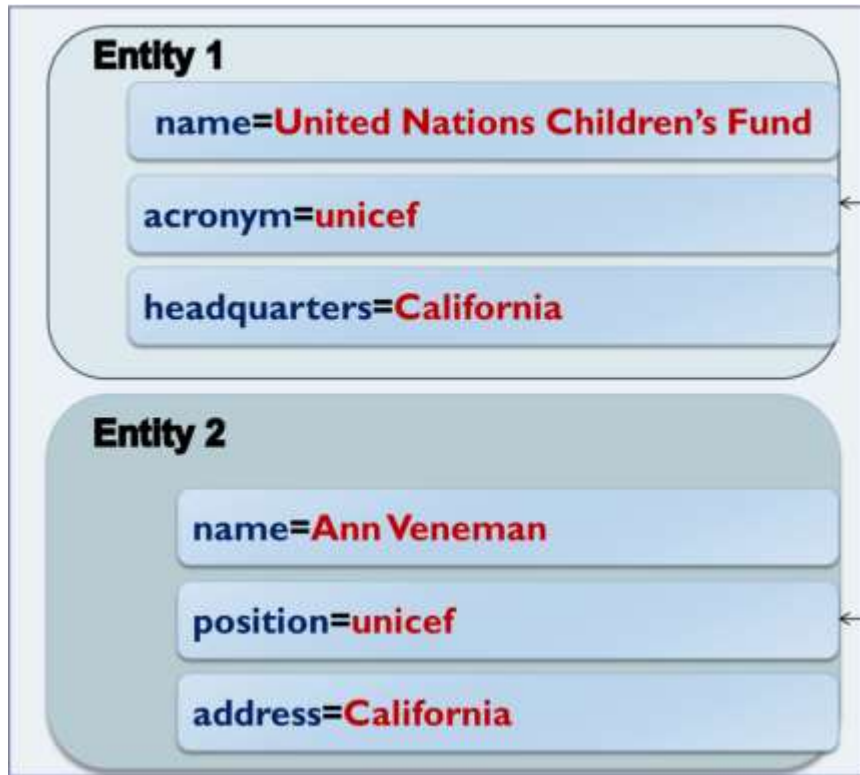 Entity 1
name=United Nations Children’s Fund
acronym=unicef
headquarters=California
Entity 2
name=Ann Veneman
position=unicef
address=California